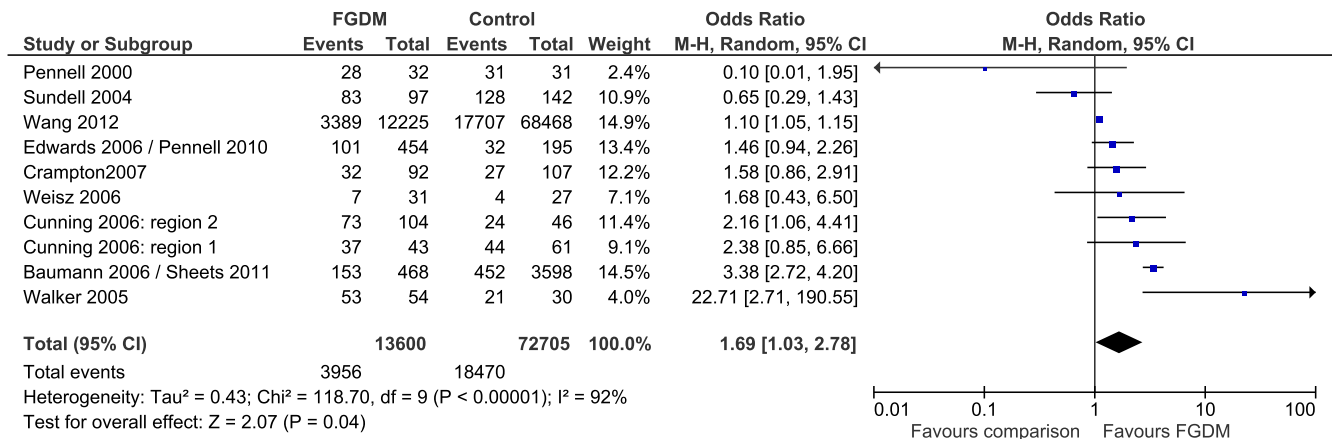 FGDM Control Odds Ratio Odds Ratio
Study or Subgroup Events Total Events Total Weight M-H, Random, 95% CI M-H, Random, 95% CI
Pennell 2000 28 32 31 31 2.4% 0.10 [0.01, 1.95]
Sundell 2004 83 97 128 142 10.9% 0.65 [0.29, 1.43]
Wang 2012 3389 12225 17707 68468 14.9% 1.10 [1.05, 1.15]
Edwards 2006 / Pennell 2010 101 454 32 195 13.4% 1.46 [0.94, 2.26]
Crampton2007 32 92 27 107 12.2% 1.58 [0.86, 2.91]
Weisz 2006 7 31 4 27 7.1% 1.68 [0.43, 6.50]
Cunning 2006: region 2 73 104 24 46 11.4% 2.16 [1.06, 4.41]
Cunning 2006: region 1 37 43 44 61 9.1% 2.38 [0.85, 6.66]
Baumann 2006 / Sheets 2011 153 468 452 3598 14.5% 3.38 [2.72, 4.20]
Walker 2005 53 54 21 30 4.0% 22.71 [2.71, 190.55]
Total (95% CI) 13600 72705 100.0% 1.69 [1.03, 2.78]
Total events 3956 18470
Heterogeneity: Tau² = 0.43; Chi² = 118.70, df = 9 (P < 0.00001); I² = 92%
Test for overall effect: Z = 2.07 (P = 0.04)
0.01 0.1 1 10 100
Favours comparison Favours FGDM